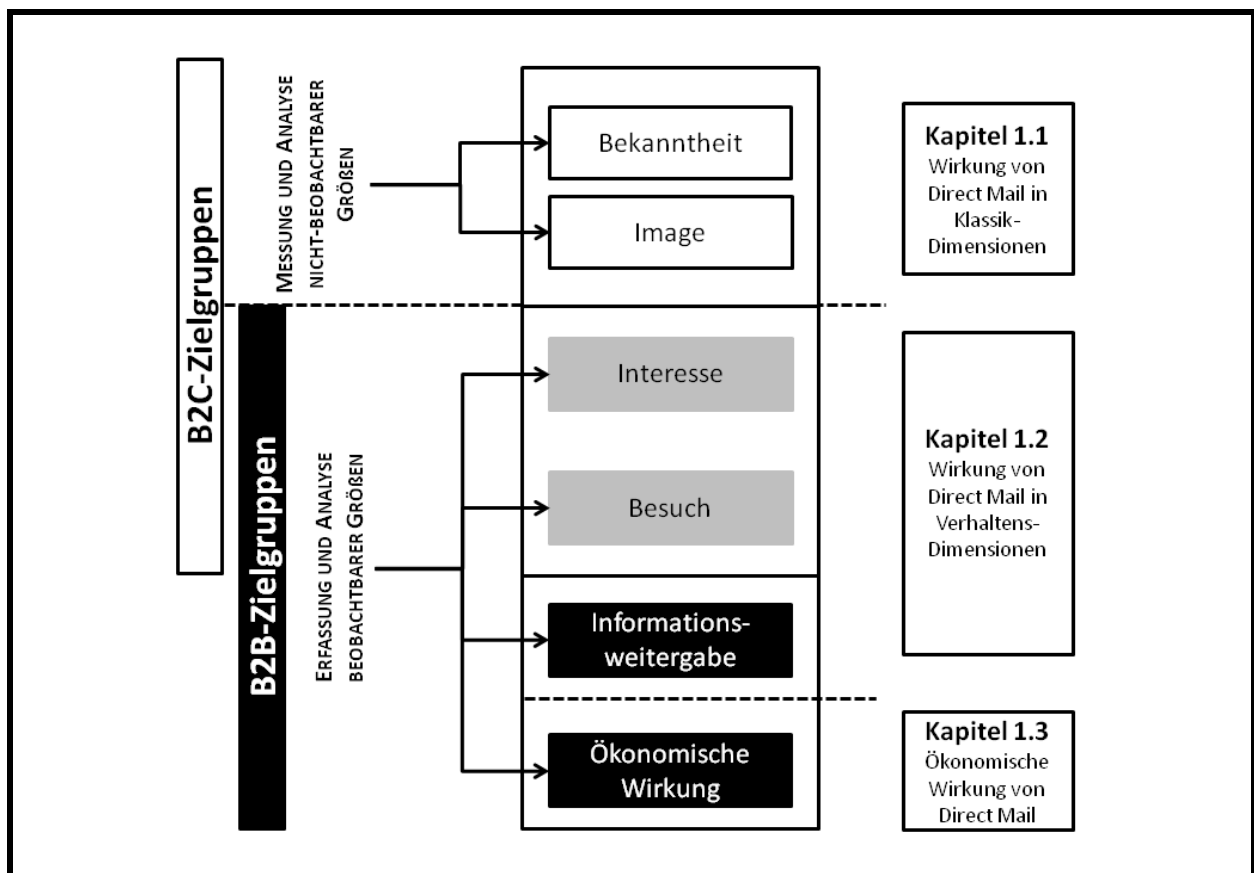 B2C-Zielgruppen
B2B-Zielgruppen
MESSUNG UND ANALYSE
NICHT-BEOBACHTBARER
GRÖßEN
ERFASSUNG UND ANALYSE
BEOBACHTBARER GRÖßEN
Bekanntheit
Image
Interesse
Besuch
Informations-
weitergabe
Ökonomische
Wirkung
Kapitel 1.1
Wirkung von
Direct Mail in
Klassik-
Dimensionen
Kapitel 1.2
Wirkung von
Direct Mail in
Verhaltens-
Dimensionen
Kapitel 1.3
Ökonomische
Wirkung von
Direct Mail